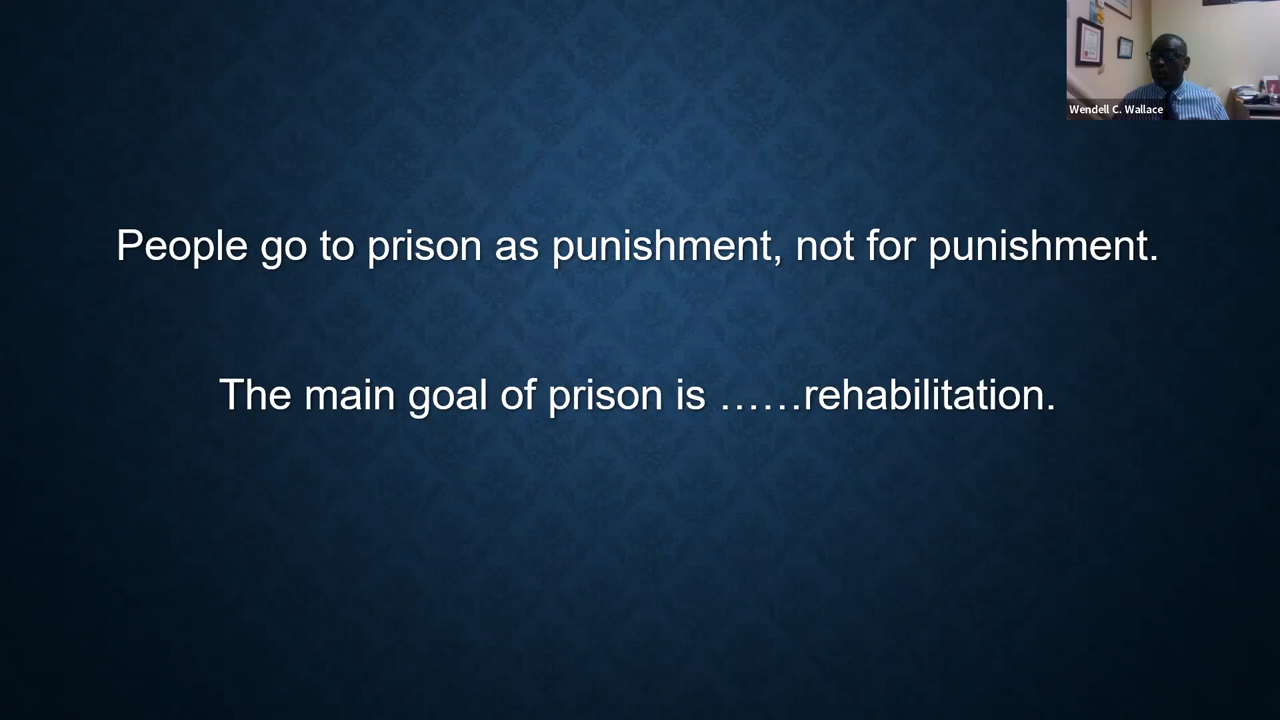 Wendell C. Wallace
People go to prison as punishment, not for punishment.
The main goal of prison is ......rehabilitation.